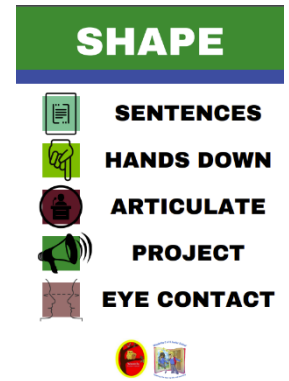 SHAPE
SENTENCES
HANDS DOWN
ARTICULATE
PROJECT
EYE CONTACT